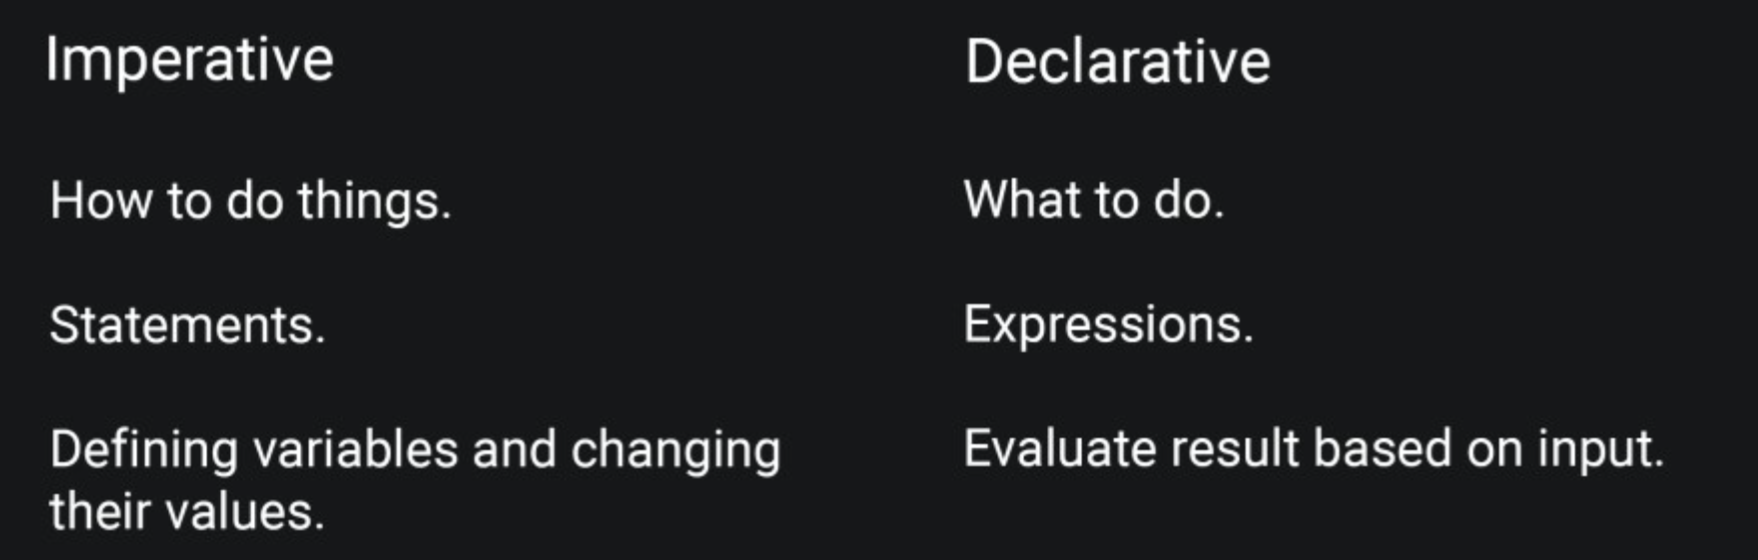 Imperative
Declarative
How to do things.
What to do.
Statements.
Expressions.
Defining variables and changing
their values.
Evaluate result based on input.